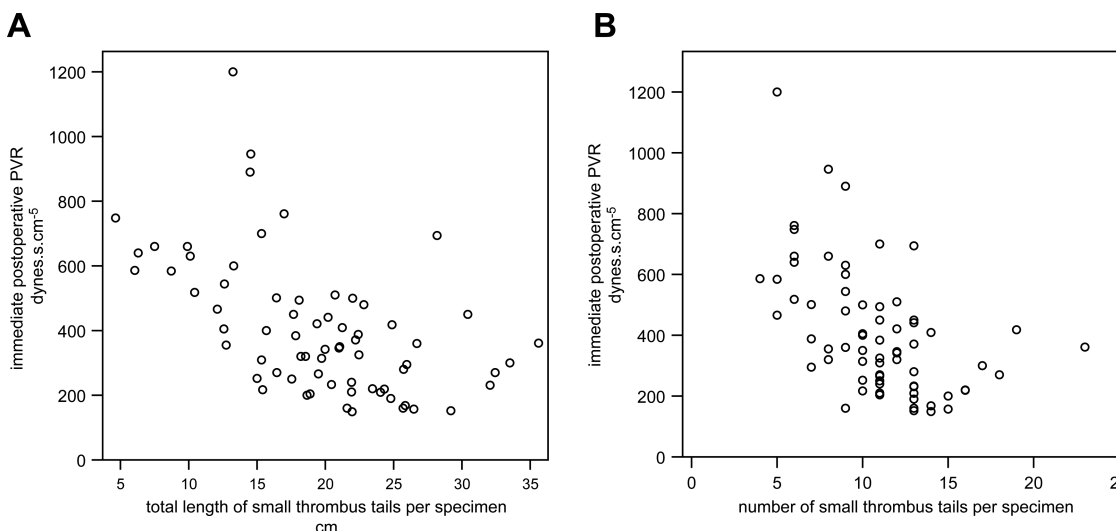 A
B
immediate postoperative PVR
dynes.s.cm-5
1200
1000
800
600
400
200
0
5
10
15
20
25
30
35
total length of small thrombus tails per specimen
cm
immediate postoperative PVR
dynes.s.cm-5
1200
1000
800
600
400
200
0
0
5
10
15
20
number of small thrombus tails per specimen